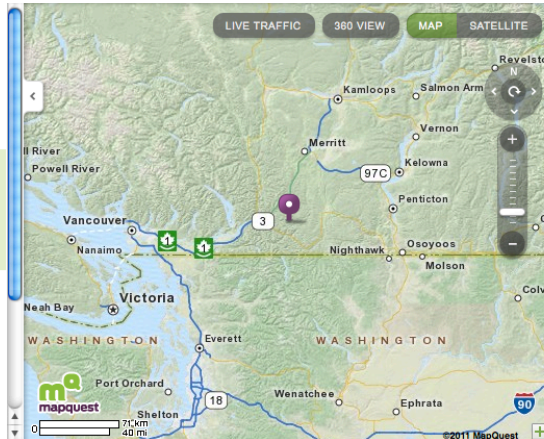 LIVE TRAFFIC 360 VIEW MAP SATELLITE
Revelsto
N
Kamloops
Salmon Arm
Merritt
Vernon
ll River
Powell River
97C
Kelowna
Penticton
3
Vancouver
1
1
Nanaimo
Nighthawk
Osoyoos
Molson
Neah Bay
Victoria
Colv
WASHINGTON
WASHINGTON
Everett
mq
mapquest
Port Orchard
18
Wenatchee
Ephrata
90
Shelton
0
71 km
40 mi
©2011 MapQuest